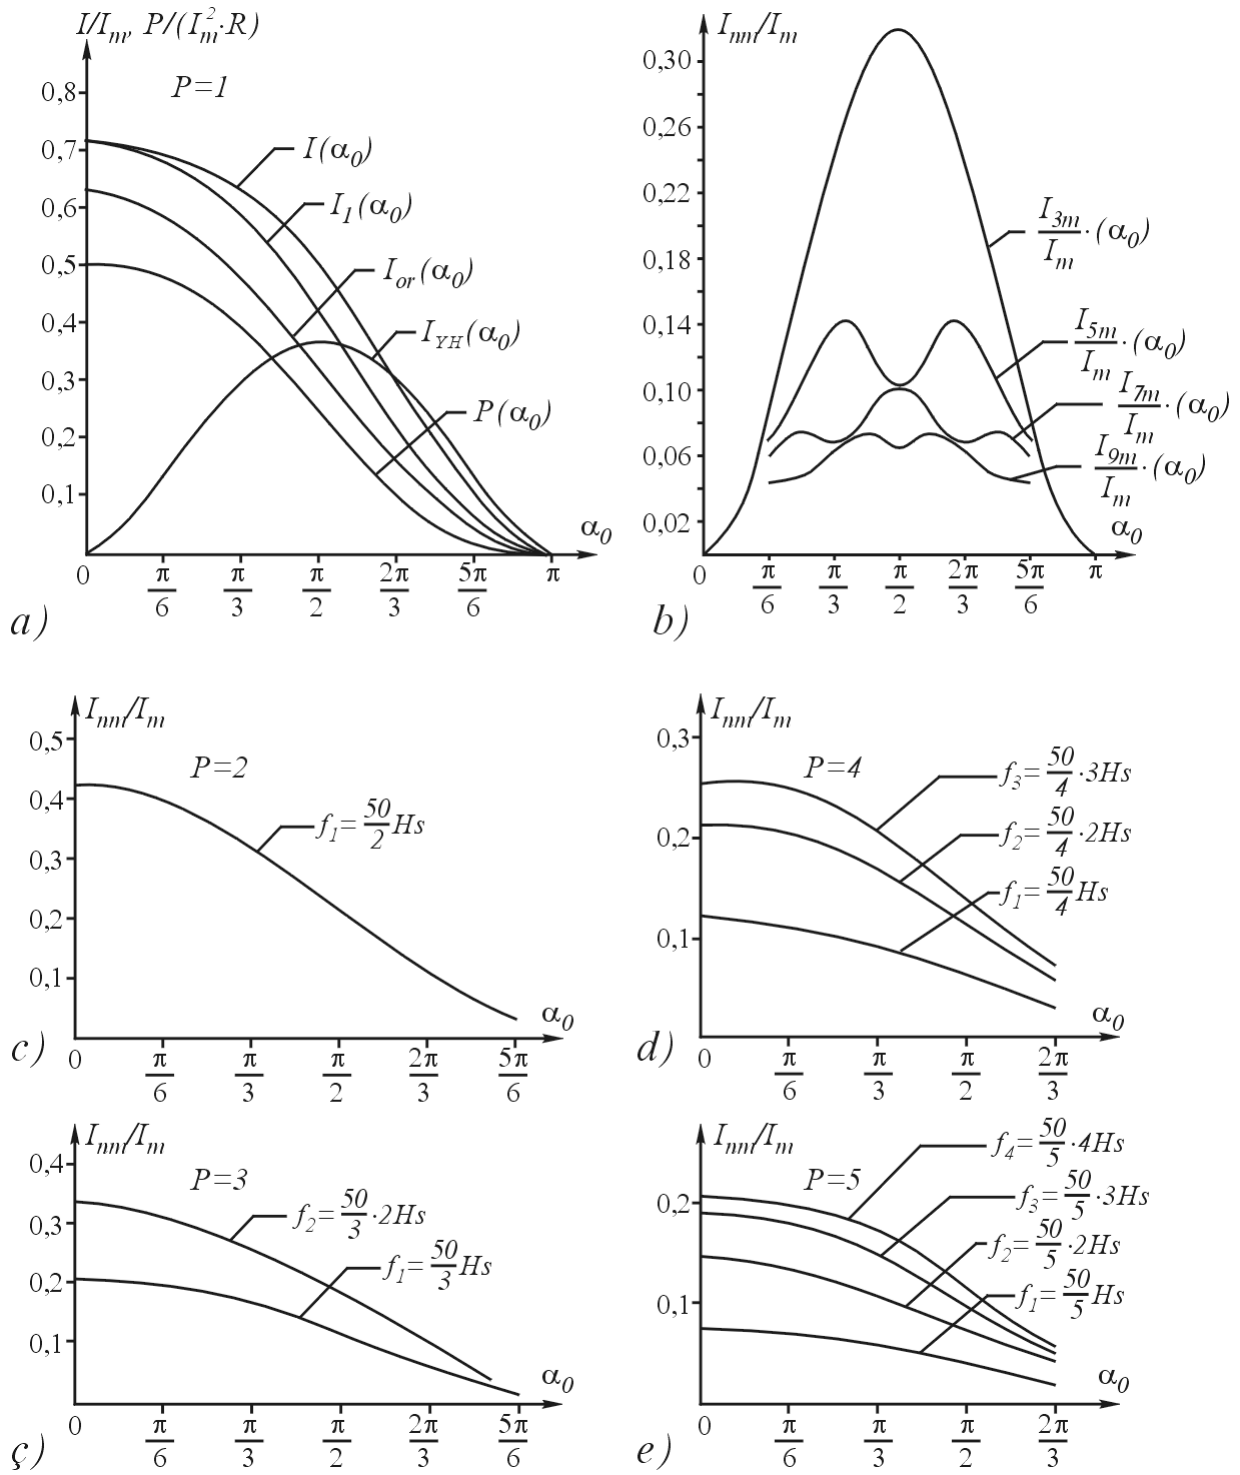 I/Im, P/(I²m·R)
P=1
0,8
0,7
0,6
0,5
0,4
0,3
0,2
0,1
I(α₀)
I₁(α₀)
Ior(α₀)
IYH(α₀)
P(α₀)
α₀
0 π/6 π/3 π/2 2π/3 5π/6 π
a)
Inm/Im
0,30
0,26
0,22
0,18
0,14
0,10
0,06
0,02
I3m/Im·(α₀)
I5m/Im·(α₀)
I7m/Im·(α₀)
I9m/Im·(α₀)
α₀
0 π/6 π/3 π/2 2π/3 5π/6 π
b)
Inm/Im
P=2
0,5
0,4
0,3
0,2
0,1
f₁=50/2Hs
α₀
0 π/6 π/3 π/2 2π/3 5π/6
c)
Inm/Im
P=4
0,3
0,2
0,1
f₃=50/4·3Hs
f₂=50/4·2Hs
f₁=50/4Hs
α₀
0 π/6 π/3 π/2 2π/3
d)
Inm/Im
P=3
0,4
0,3
0,2
0,1
f₂=50/3·2Hs
f₁=50/3Hs
α₀
0 π/6 π/3 π/2 2π/3 5π/6
ç)
Inm/Im
P=5
0,2
0,1
f₄=50/5·4Hs
f₃=50/5·3Hs
f₂=50/5·2Hs
f₁=50/5Hs
α₀
0 π/6 π/3 π/2 2π/3
e)